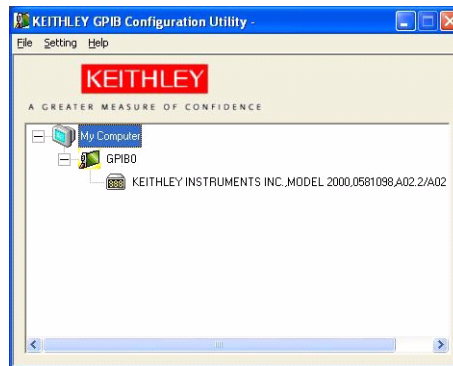 KEITHLEY GPIB Configuration Utility -
File Setting Help
KEITHLEY
A GREATER MEASURE OF CONFIDENCE
My Computer
GPIB0
KEITHLEY INSTRUMENTS INC.,MODEL 2000,0581098,A02.2/A02